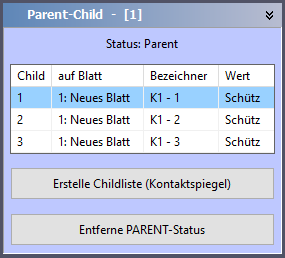 Parent-Child - [1]
Status: Parent
Child auf Blatt Bezeichner Wert
1 1: Neues Blatt K1 - 1 Schütz
2 1: Neues Blatt K1 - 2 Schütz
3 1: Neues Blatt K1 - 3 Schütz
Erstelle Childliste (Kontaktspiegel)
Entferne PARENT-Status